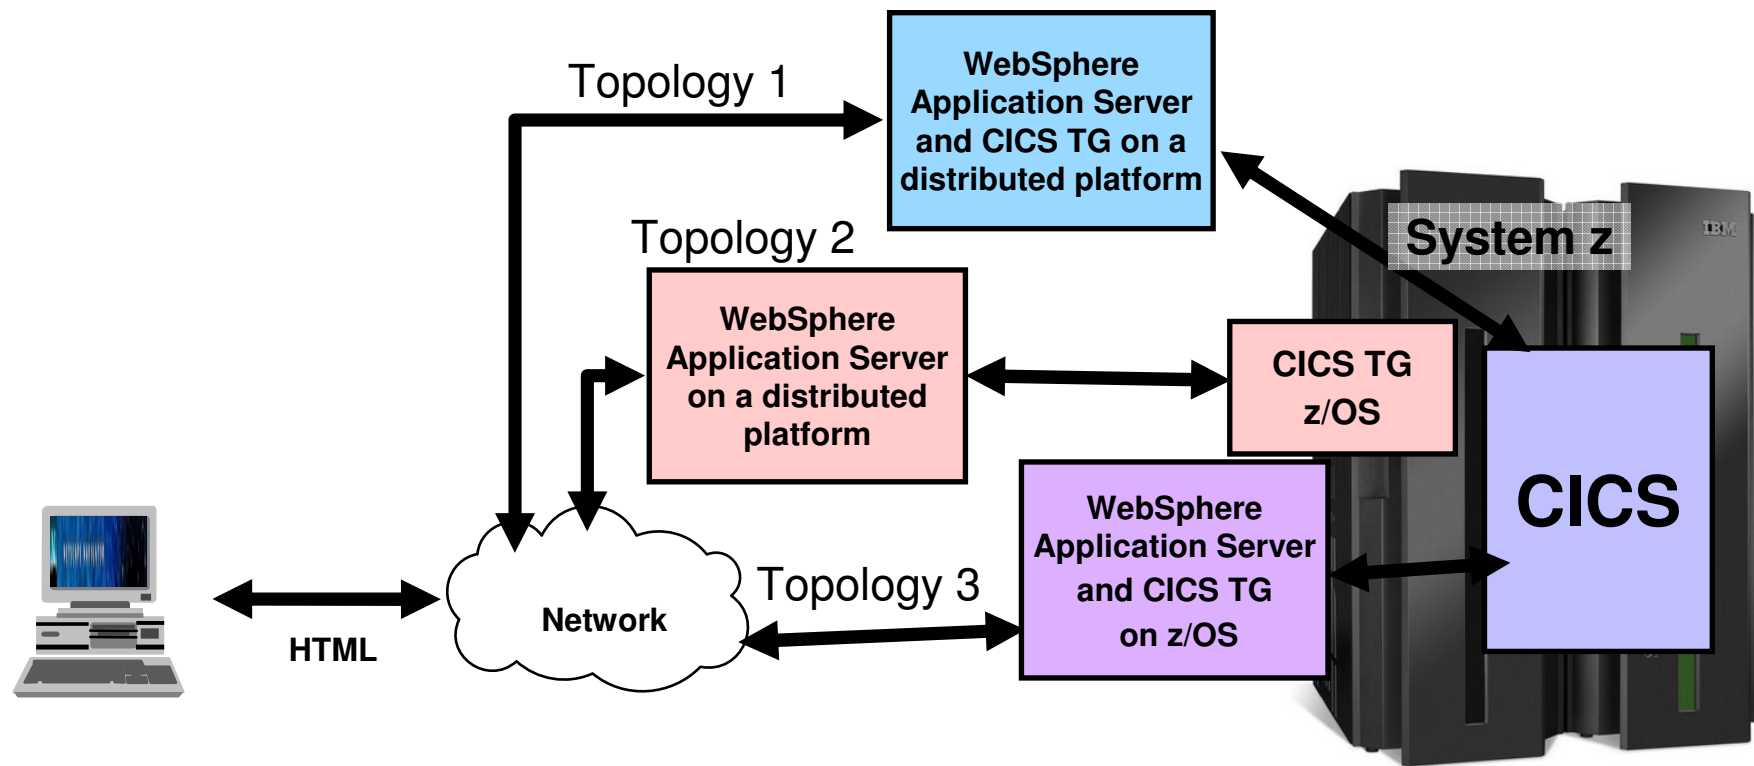 Topology 1
WebSphere
Application Server
and CICS TG on a
distributed platform
System z
IBM
Topology 2
WebSphere
Application Server
on a distributed
platform
CICS TG
z/OS
CICS
Topology 3
WebSphere
Application Server
and CICS TG
on z/OS
Network
HTML